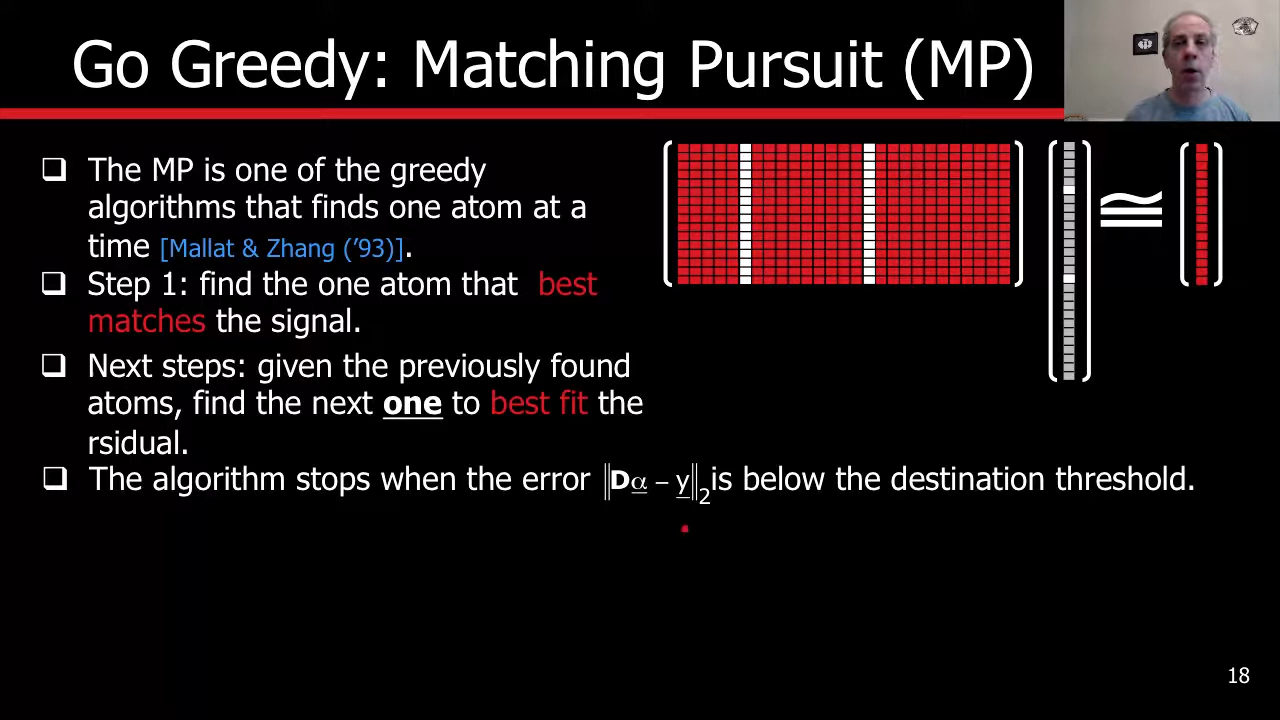 Go Greedy: Matching Pursuit (MP)
❑ The MP is one of the greedy
algorithms that finds one atom at a
time [Mallat & Zhang (’93)].
❑ Step 1: find the one atom that best
matches the signal.
❑ Next steps: given the previously found
atoms, find the next one to best fit the
rsidual.
❑ The algorithm stops when the error ‖Dα − y‖₂ is below the destination threshold.
≅
18